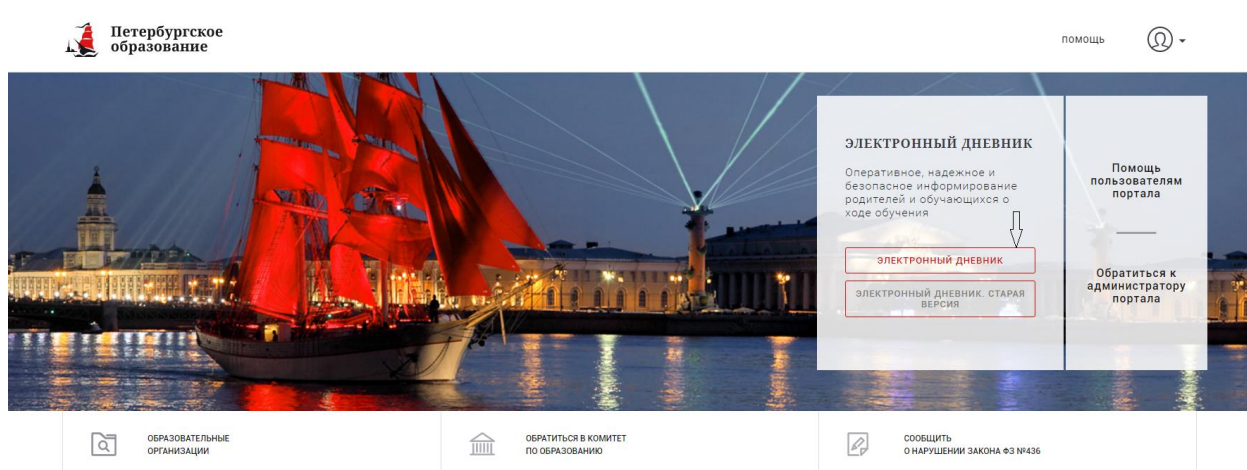 Петербургское
образование
ПОМОЩЬ
ЭЛЕКТРОННЫЙ ДНЕВНИК
Оперативное, надежное и
безопасное информирование
родителей и обучающихся о
ходе обучения
ЭЛЕКТРОННЫЙ ДНЕВНИК
ЭЛЕКТРОННЫЙ ДНЕВНИК. СТАРАЯ
ВЕРСИЯ
Помощь
пользователям
портала
Обратиться к
администратору
портала
ОБРАЗОВАТЕЛЬНЫЕ
ОРГАНИЗАЦИИ
ОБРАТИТЬСЯ В КОМИТЕТ
ПО ОБРАЗОВАНИЮ
СООБЩИТЬ
О НАРУШЕНИИ ЗАКОНА ФЗ №436